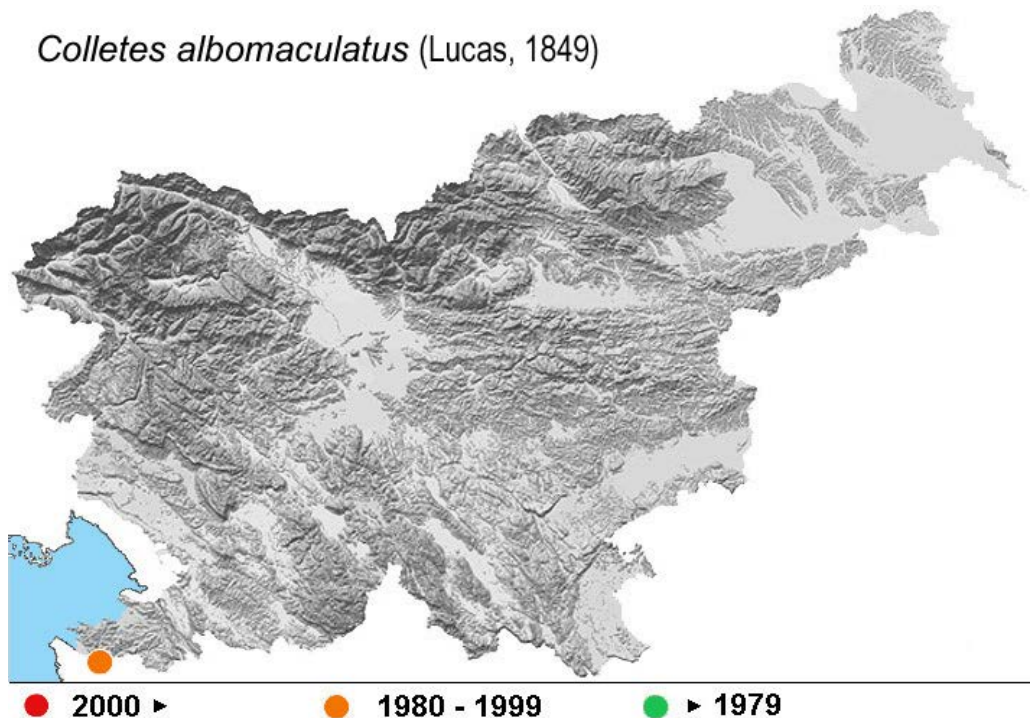 Colletes albomaculatus (Lucas, 1849)
2000 ► 1980 - 1999 ► 1979